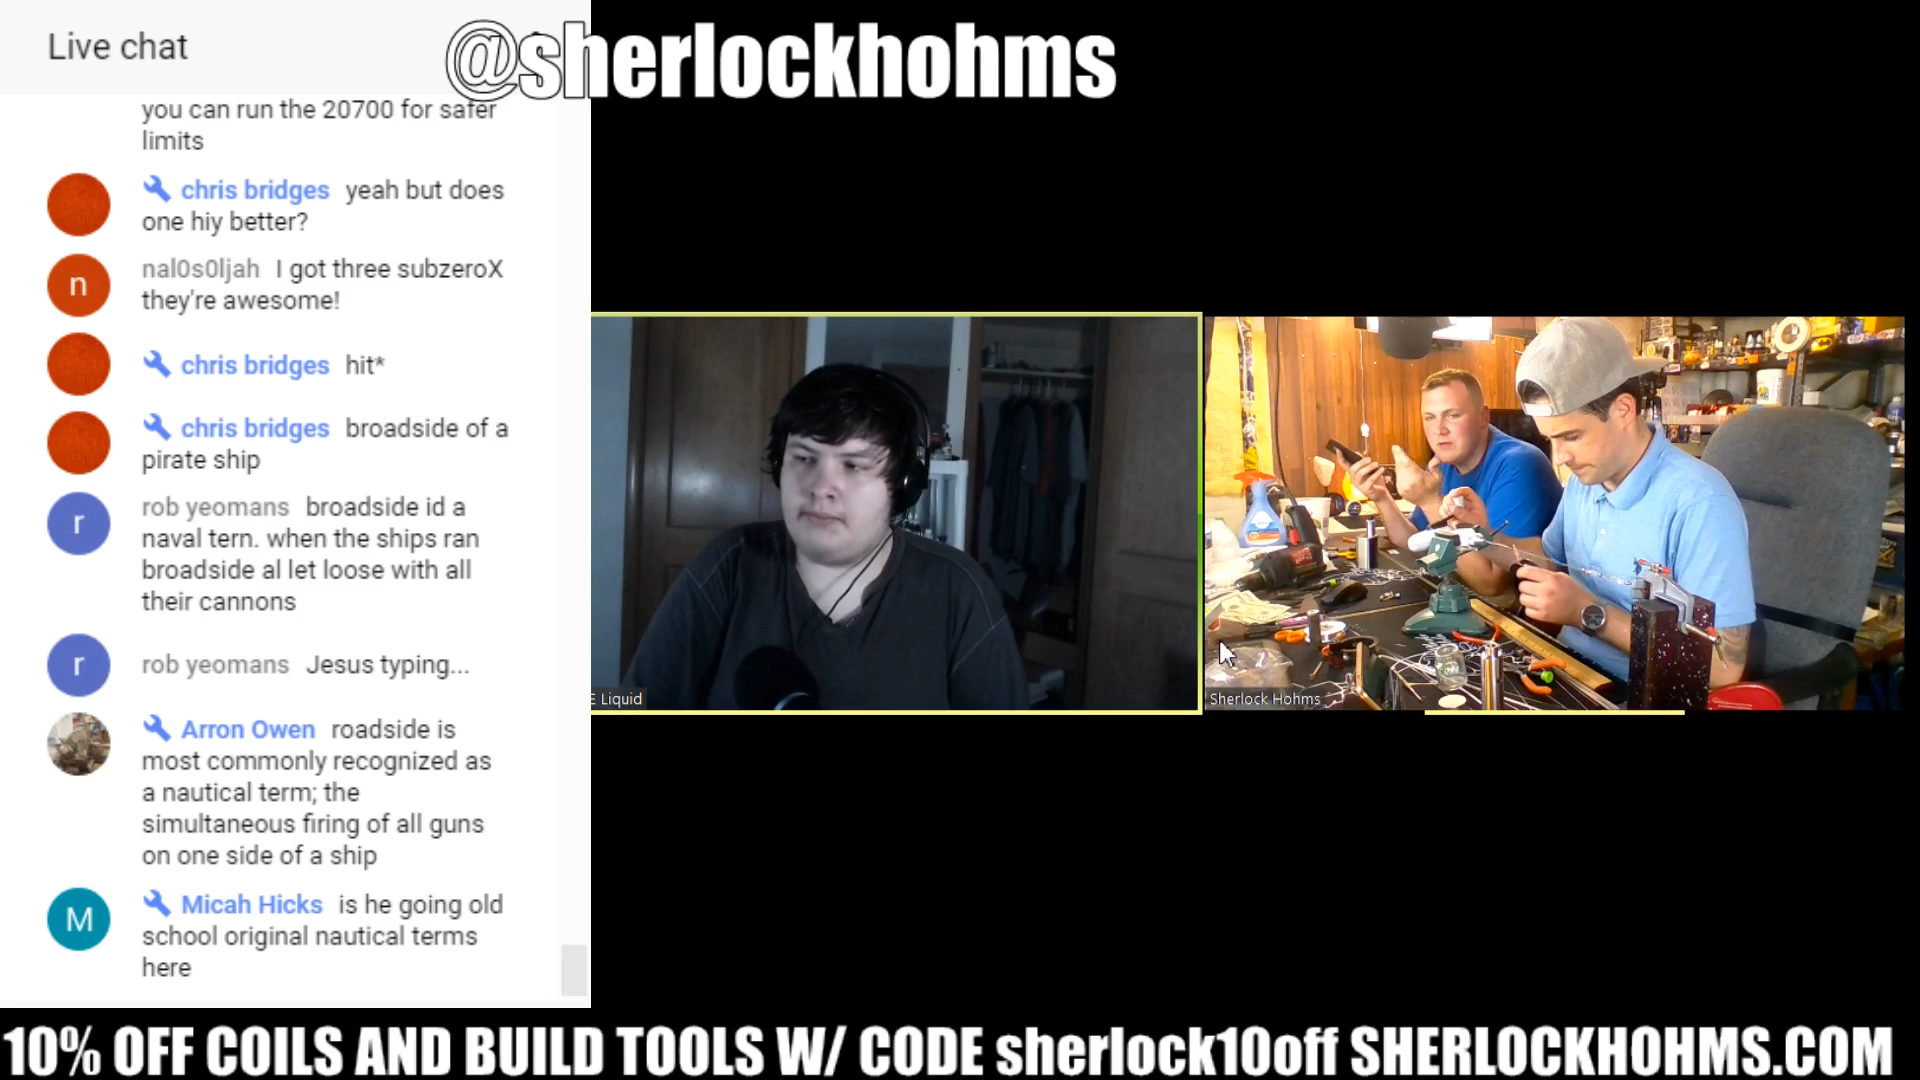 Live chat
@sherlockhohms
you can run the 20700 for safer
limits
chris bridges yeah but does
one hiy better?
n
nal0s0ljah I got three subzeroX
they're awesome!
chris bridges hit*
chris bridges broadside of a
pirate ship
r
rob yeomans broadside id a
naval tern. when the ships ran
broadside al let loose with all
their cannons
r
rob yeomans Jesus typing...
Arron Owen roadside is
most commonly recognized as
a nautical term; the
simultaneous firing of all guns
on one side of a ship
M
Micah Hicks is he going old
school original nautical terms
here
E Liquid
Sherlock Hohms
10% OFF COILS AND BUILD TOOLS W/ CODE sherlock10off SHERLOCKHOHMS.COM